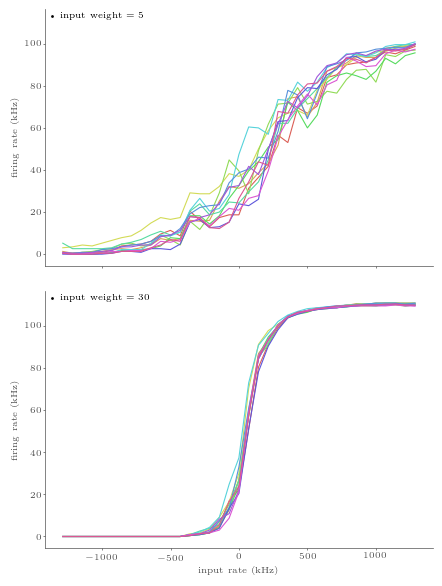 • input weight = 5
100
80
60
40
20
0
firing rate (kHz)
• input weight = 30
100
80
60
40
20
0
firing rate (kHz)
−1000 −500 0 500 1000
input rate (kHz)